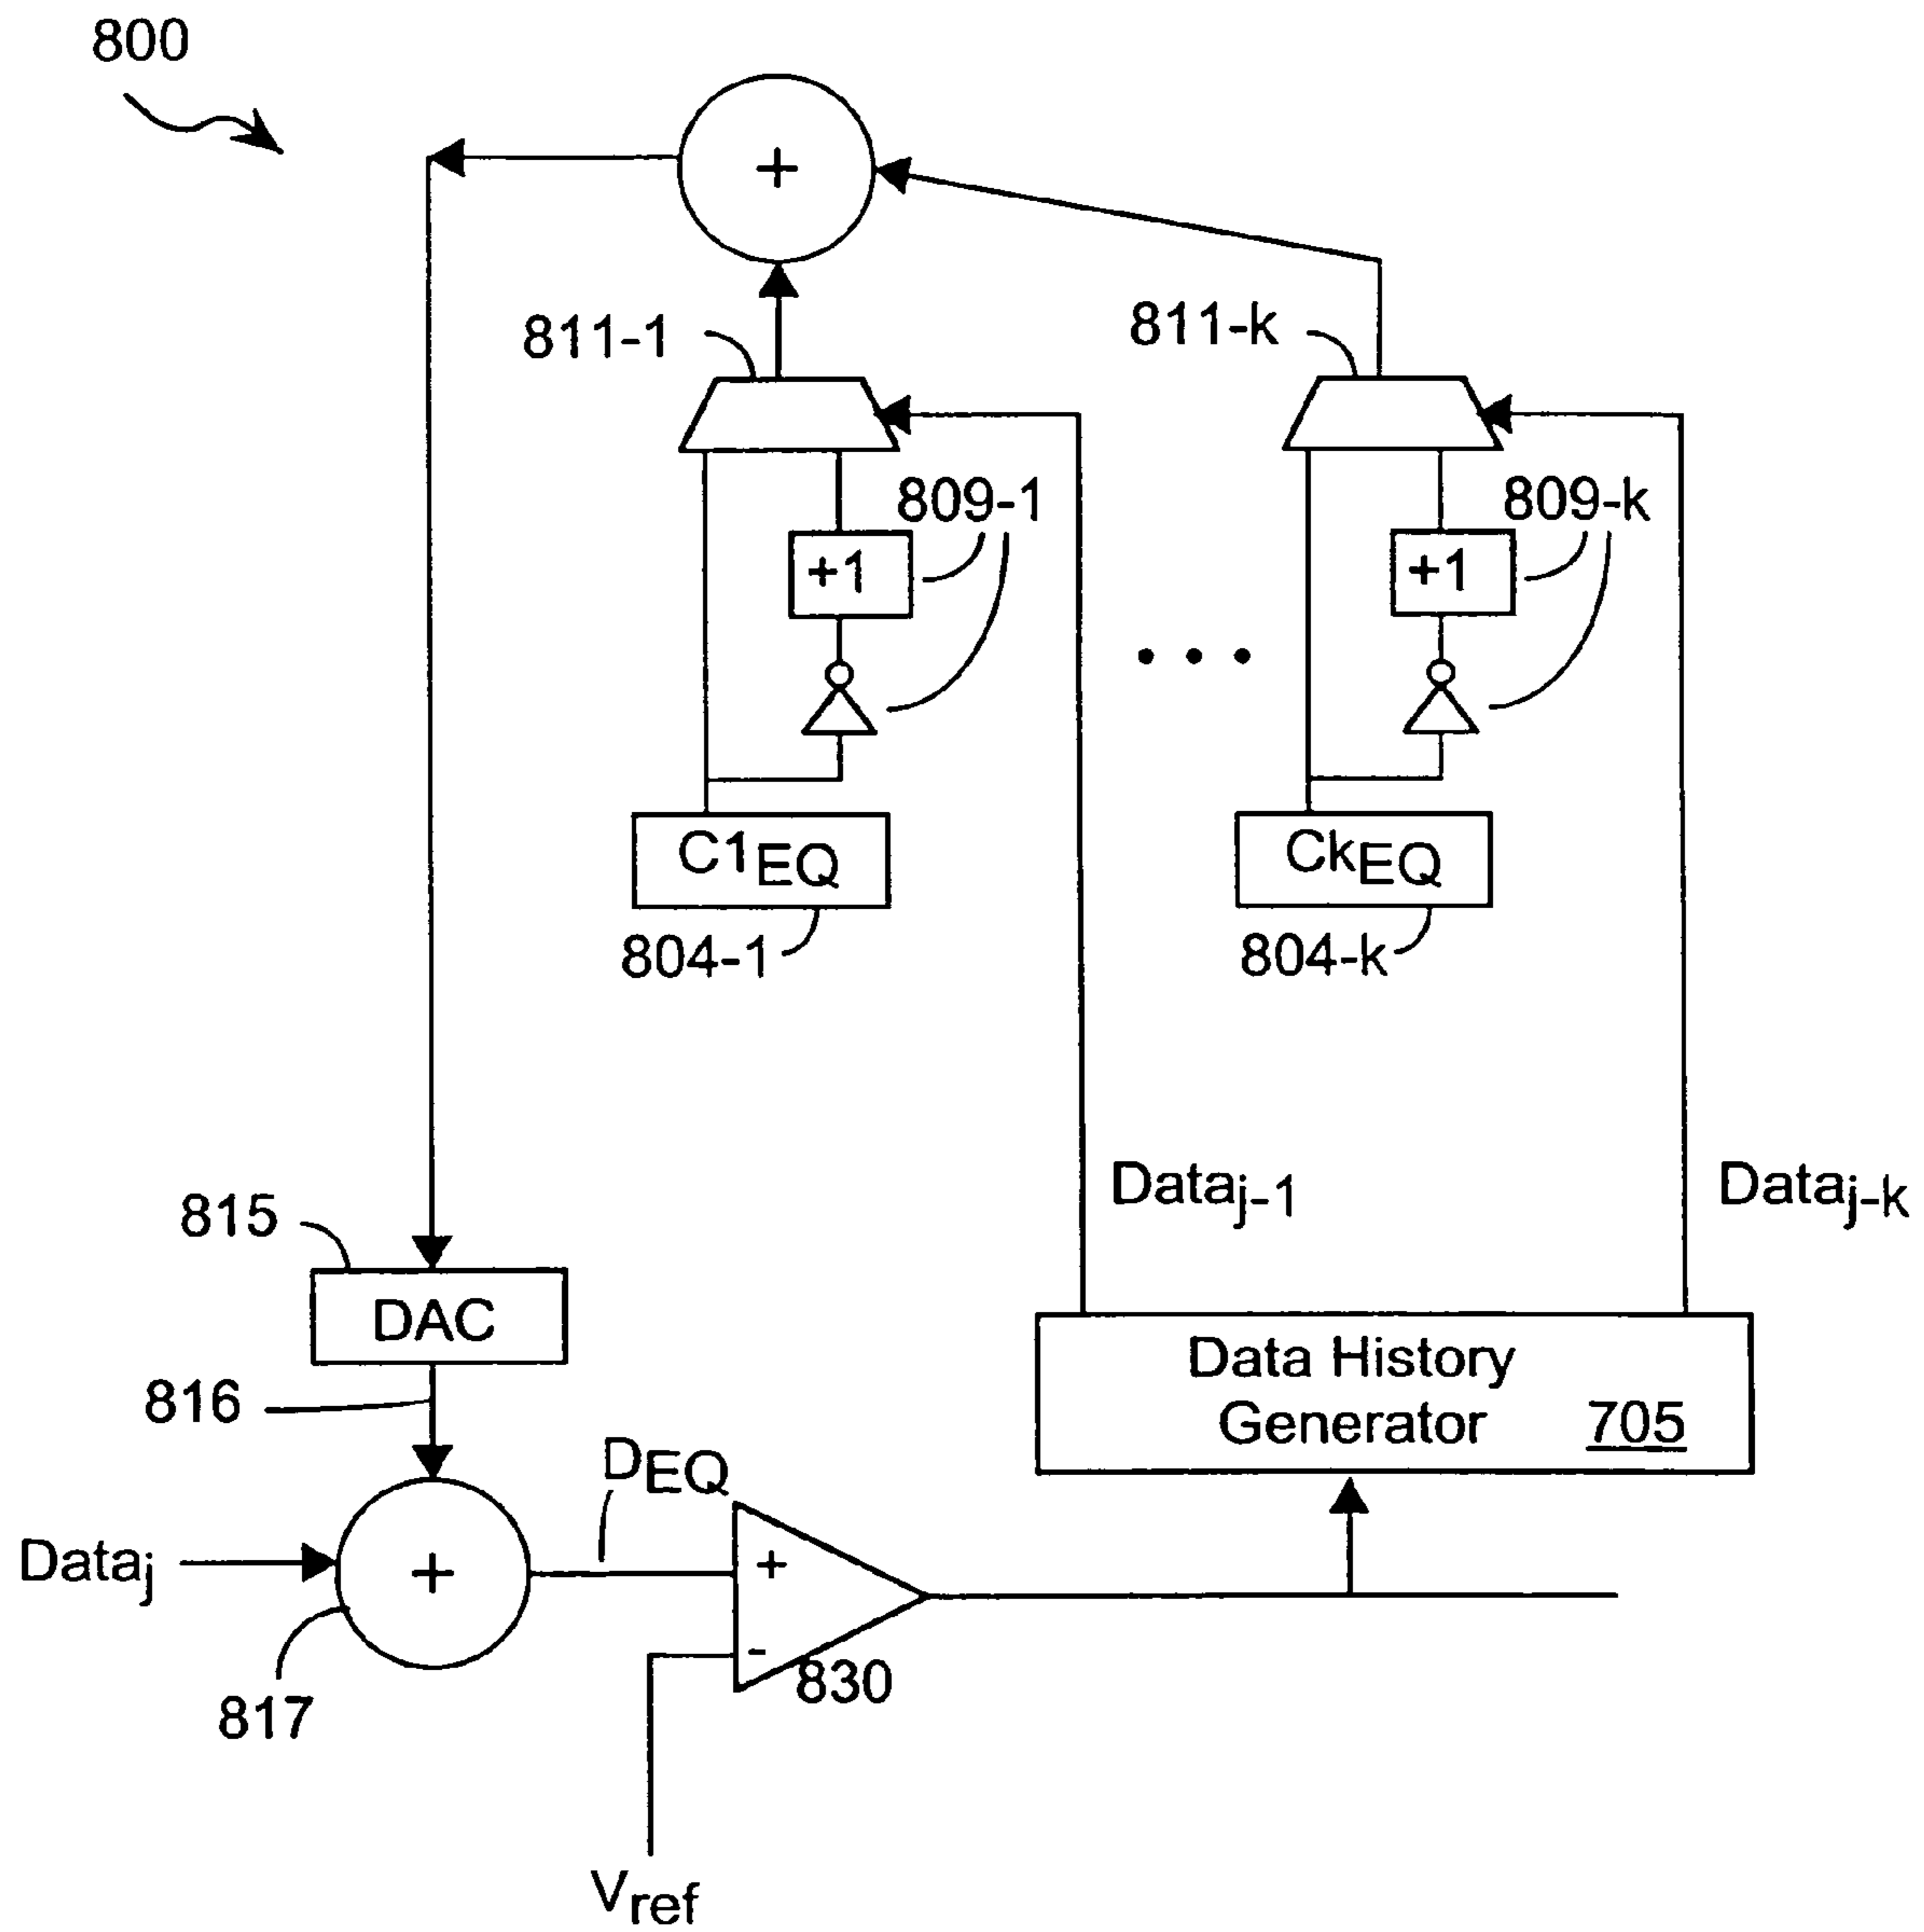 800
+
811-1
811-k
809-1
809-k
+1
+1
• • •
C1EQ
CkEQ
804-1
804-k
Dataj-1
Dataj-k
815
DAC
Data History
Generator 705
816
DEQ
Dataj
+
+
-
830
817
Vref